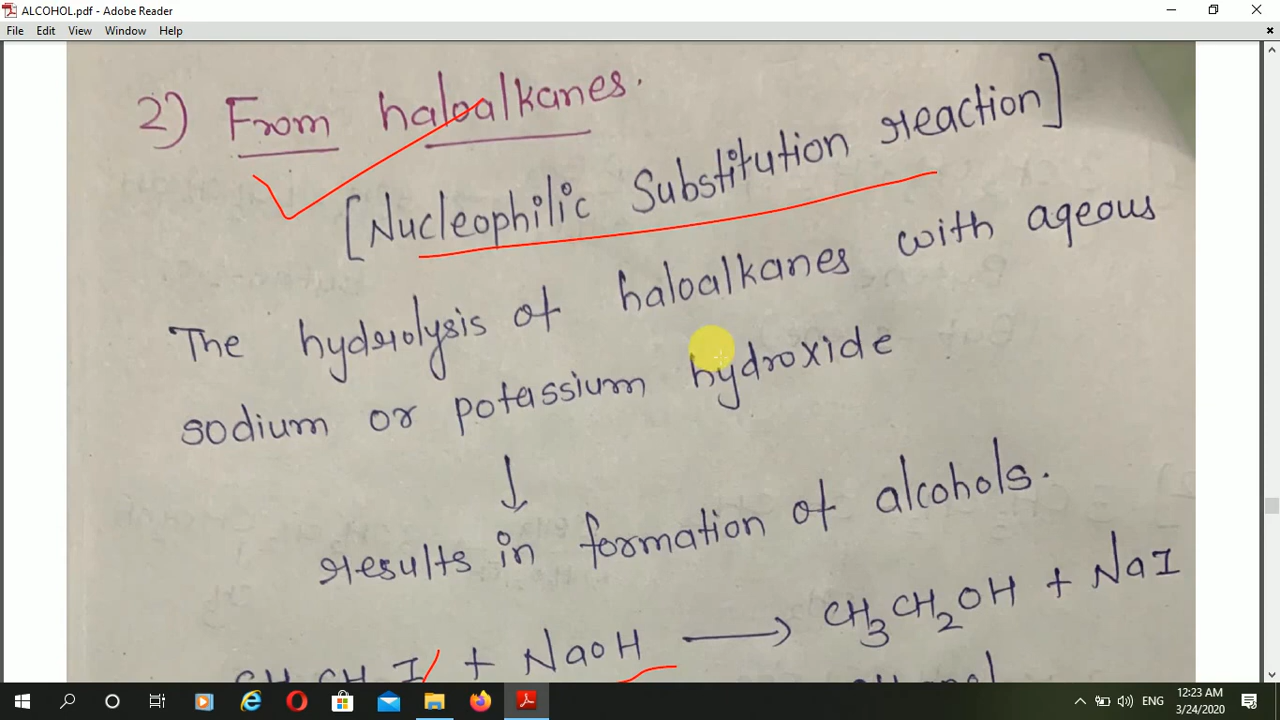 ALCOHOL.pdf - Adobe Reader
File Edit View Window Help
2) From haloalkanes.
[Nucleophilic Substitution reaction]
The hydrolysis of haloalkanes with aqeous
sodium or potassium hydroxide
↓
results in formation of alcohols.
CH3CH2I + NaOH → CH3CH2OH + NaI
ethanol
ENG
12:23 AM
3/24/2020